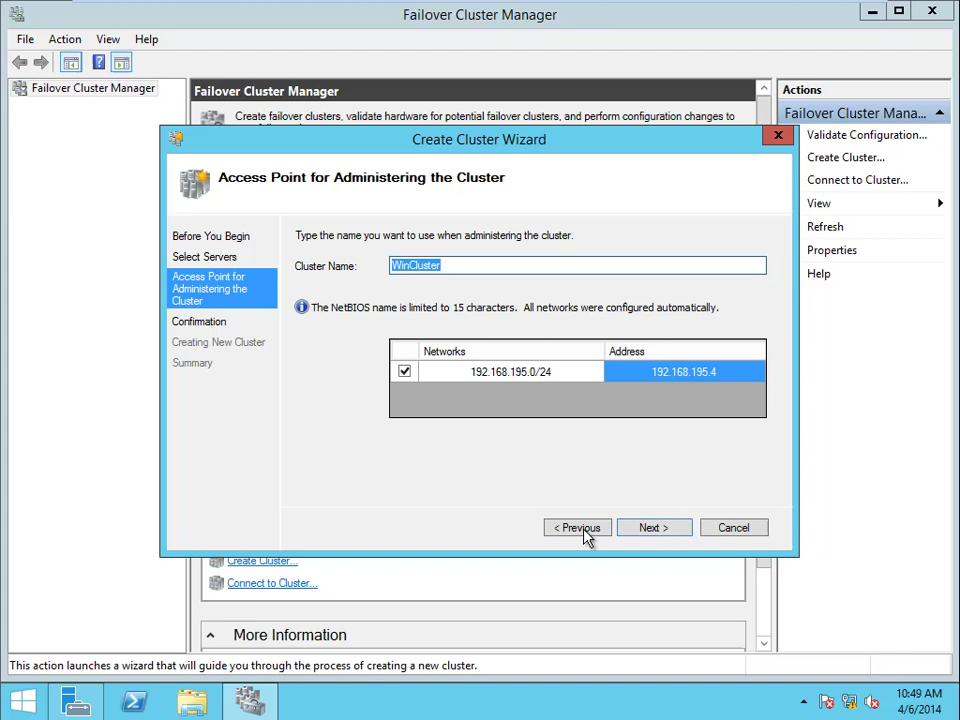 Failover Cluster Manager
File Action View Help
Failover Cluster Manager
Failover Cluster Manager
Create failover clusters, validate hardware for potential failover clusters, and perform configuration changes to
Actions
Failover Cluster Mana...
Validate Configuration...
Create Cluster...
Connect to Cluster...
View
Refresh
Properties
Help
Create Cluster Wizard
Access Point for Administering the Cluster
Before You Begin
Select Servers
Access Point for
Administering the
Cluster
Confirmation
Creating New Cluster
Summary
Type the name you want to use when administering the cluster.
Cluster Name: WinCluster
The NetBIOS name is limited to 15 characters. All networks were configured automatically.
Networks Address
192.168.195.0/24 192.168.195.4
< Previous Next > Cancel
Create Cluster...
Connect to Cluster...
More Information
This action launches a wizard that will guide you through the process of creating a new cluster.
10:49 AM
4/6/2014